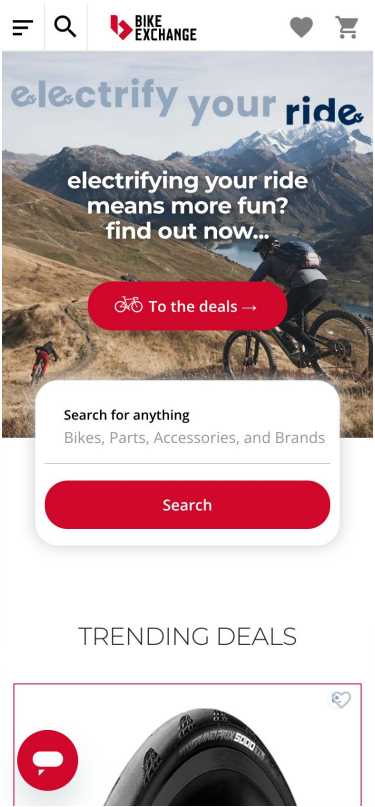 BIKE
EXCHANGE
electrify your ride
electrifying your ride
means more fun?
find out now...
To the deals →
Search for anything
Bikes, Parts, Accessories, and Brands
Search
TRENDING DEALS
5000